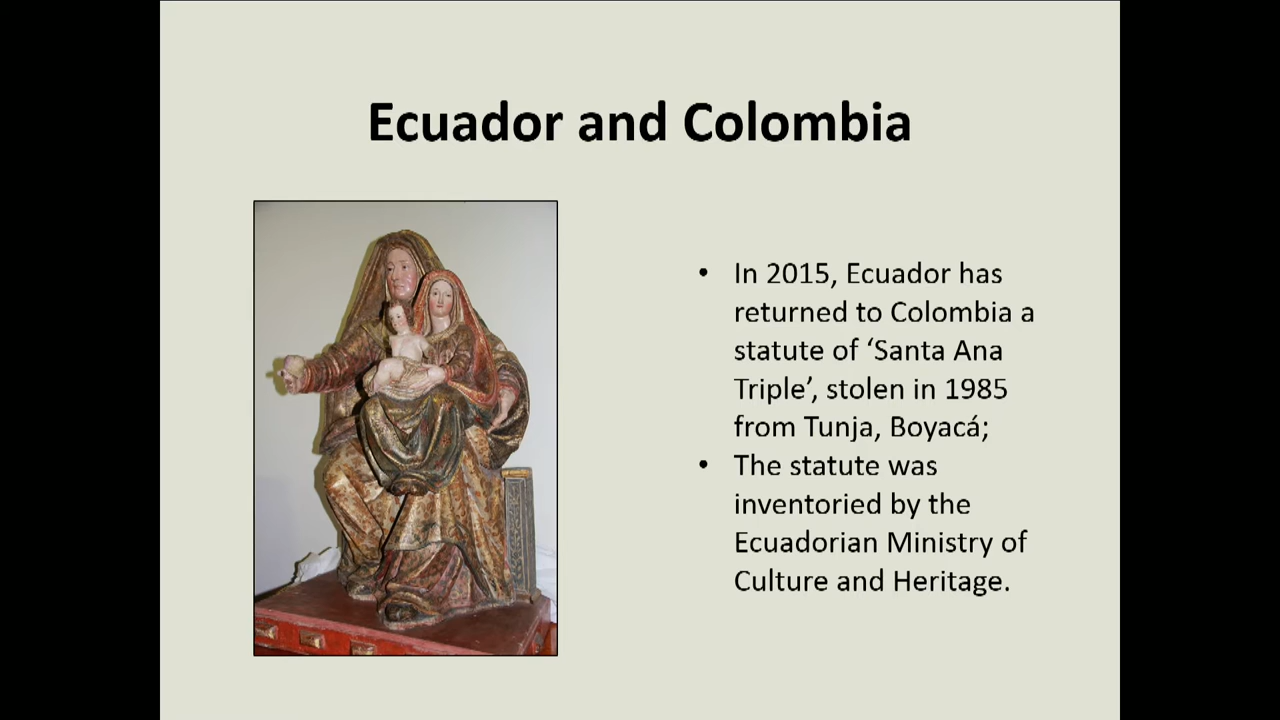 Ecuador and Colombia
• In 2015, Ecuador has
returned to Colombia a
statute of ‘Santa Ana
Triple’, stolen in 1985
from Tunja, Boyacá;
• The statute was
inventoried by the
Ecuadorian Ministry of
Culture and Heritage.